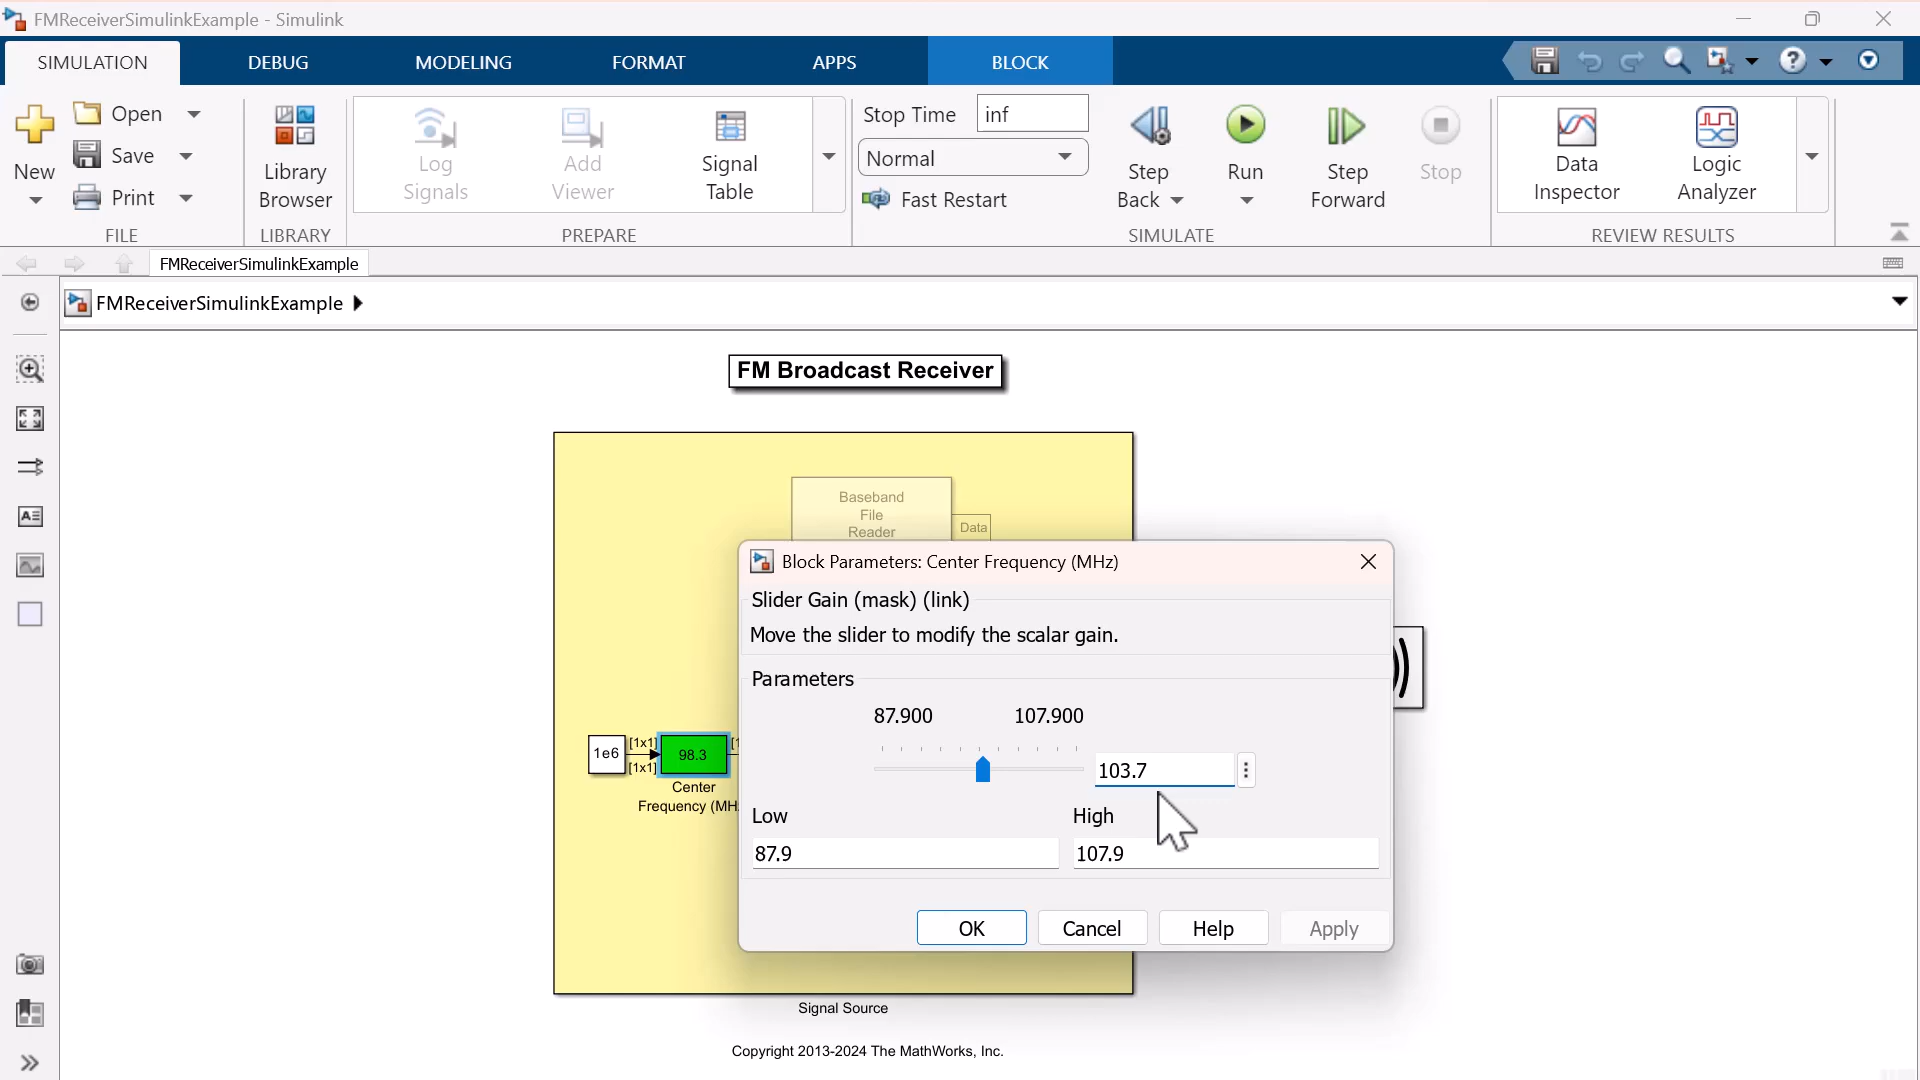 FMReceiverSimulinkExample - Simulink
SIMULATION DEBUG MODELING FORMAT APPS BLOCK
New
Open
Save
Print
FILE
Library
Browser
LIBRARY
Log
Signals
Add
Viewer
Signal
Table
PREPARE
Stop Time inf
Normal
Fast Restart
Step
Back
Run
Step
Forward
Stop
SIMULATE
Data
Inspector
Logic
Analyzer
REVIEW RESULTS
FMReceiverSimulinkExample
FMReceiverSimulinkExample
FM Broadcast Receiver
Baseband
File
Reader
Data
Block Parameters: Center Frequency (MHz)
Slider Gain (mask) (link)
Move the slider to modify the scalar gain.
Parameters
87.900 107.900
103.7
Low High
87.9 107.9
OK Cancel Help Apply
1e6
[1x1]
[1x1]
98.3
Center
Frequency (MH
Signal Source
Copyright 2013-2024 The MathWorks, Inc.